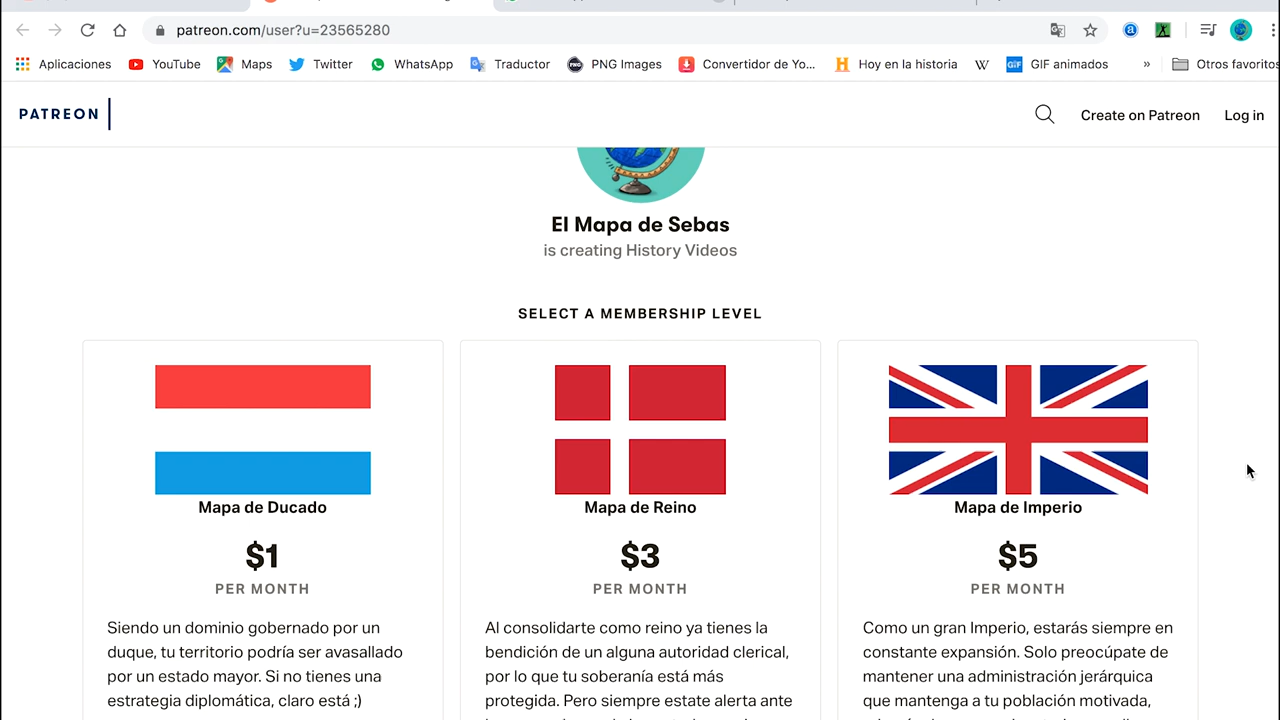 patreon.com/user?u=23565280
Aplicaciones YouTube Maps Twitter WhatsApp Traductor PNG Images Convertidor de Yo... Hoy en la historia W GIF animados » Otros favoritos
PATREON
Create on Patreon Log in
El Mapa de Sebas
is creating History Videos
SELECT A MEMBERSHIP LEVEL
Mapa de Ducado
$1
PER MONTH
Siendo un dominio gobernado por un
duque, tu territorio podría ser avasallado
por un estado mayor. Si no tienes una
estrategia diplomática, claro está ;)
Mapa de Reino
$3
PER MONTH
Al consolidarte como reino ya tienes la
bendición de un alguna autoridad clerical,
por lo que tu soberanía está más
protegida. Pero siempre estate alerta ante
Mapa de Imperio
$5
PER MONTH
Como un gran Imperio, estarás siempre en
constante expansión. Solo preocúpate de
mantener una administración jerárquica
que mantenga a tu población motivada,